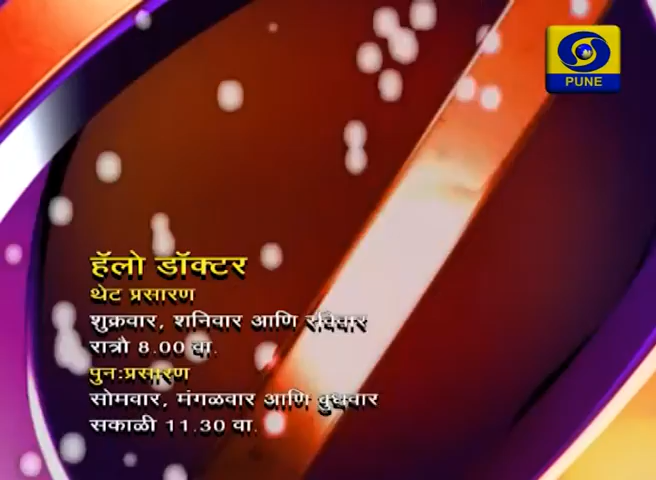 PUNE
हॅलो डॉक्टर
थेट प्रसारण
शुक्रवार, शनिवार आणि रविवार
रात्रौ 8.00 वा.
पुन:प्रसारण
सोमवार, मंगळवार आणि बुधवार
सकाळी 11.30 वा.